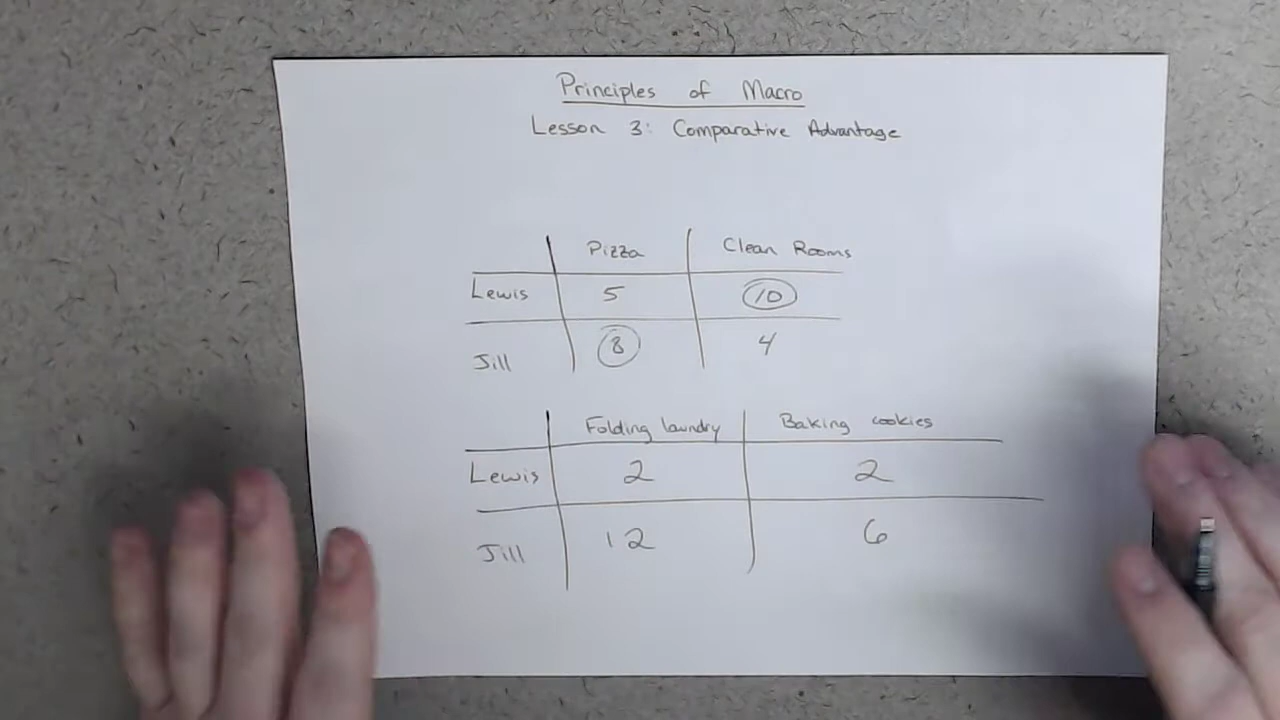 Principles of Macro
Lesson 3: Comparative Advantage
Pizza Clean Rooms
Lewis 5 10
Jill 8 4
Folding laundry Baking cookies
Lewis 2 2
Jill 12 6